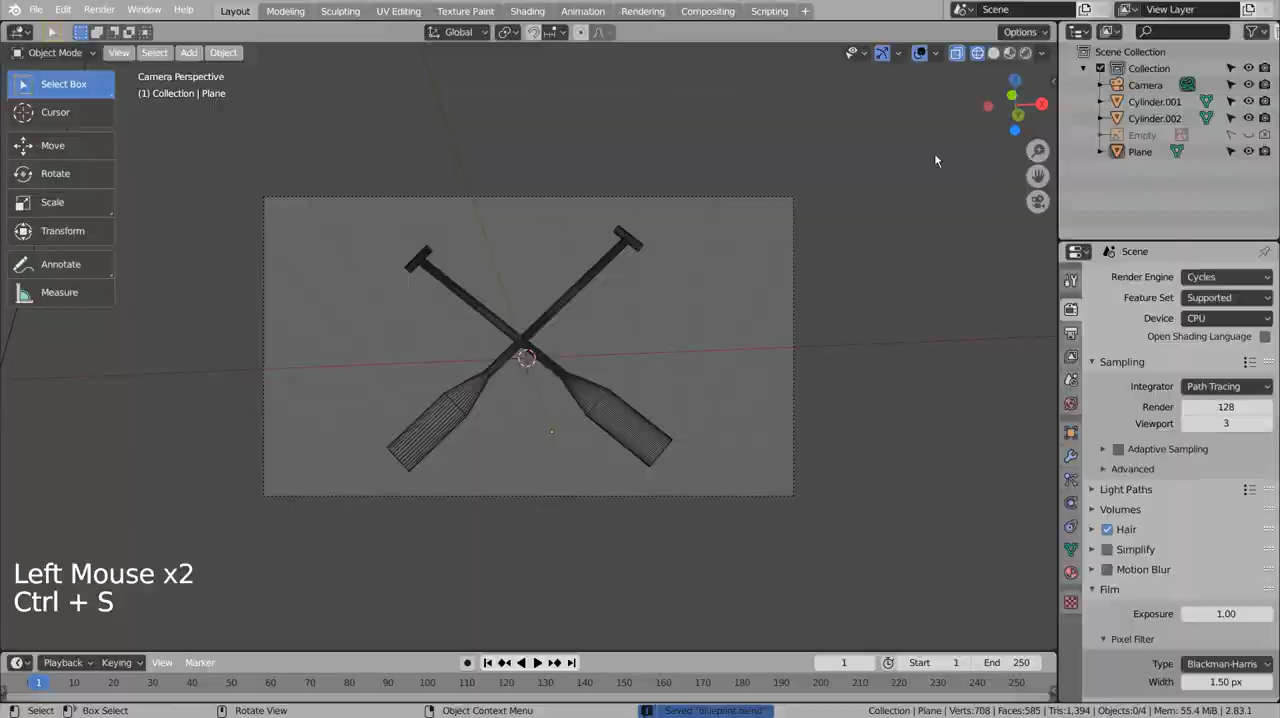 File Edit Render Window Help Layout Modeling Sculpting UV Editing Texture Paint Shading Animation Rendering Compositing Scripting + Scene View Layer
Global Options
Object Mode View Select Add Object
Select Box
Cursor
Move
Rotate
Scale
Transform
Annotate
Measure
Camera Perspective
(1) Collection | Plane
X
Y
Scene Collection
Collection
Camera
Cylinder.001
Cylinder.002
Empty
Plane
Scene
Render Engine Cycles
Feature Set Supported
Device CPU
Open Shading Language
Sampling
Integrator Path Tracing
Render 128
Viewport 3
Adaptive Sampling
Advanced
Light Paths
Volumes
Hair
Simplify
Motion Blur
Film
Exposure 1.00
Pixel Filter
Type Blackman-Harris
Width 1.50 px
Left Mouse x2
Ctrl + S
Playback Keying View Marker 1 Start 1 End 250
1 10 20 30 40 50 60 70 80 90 100 110 120 130 140 150 160 170 180 190 200 210 220 230 240 250
Select Box Select Rotate View Object Context Menu Saved "blueprint.blend" Collection | Plane | Verts:708 | Faces:585 | Tris:1,394 | Objects:0/4 | Mem: 55.4 MiB | 2.83.1